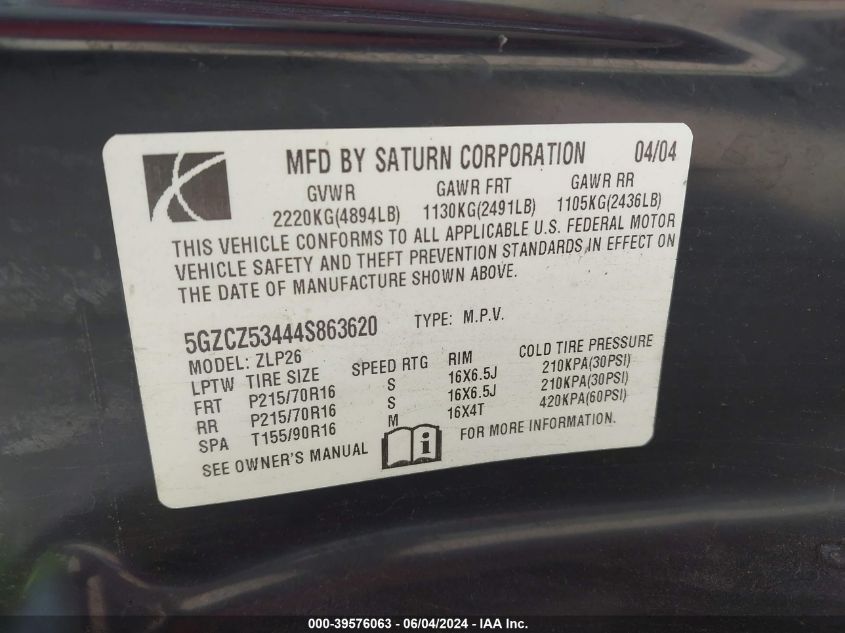 MFD BY SATURN CORPORATION 04/04
GVWR GAWR FRT GAWR RR
2220KG(4894LB) 1130KG(2491LB) 1105KG(2436LB)
THIS VEHICLE CONFORMS TO ALL APPLICABLE U.S. FEDERAL MOTOR
VEHICLE SAFETY AND THEFT PREVENTION STANDARDS IN EFFECT ON
THE DATE OF MANUFACTURE SHOWN ABOVE.
5GZCZ53444S863620 TYPE: M.P.V.
MODEL: ZLP26
LPTW TIRE SIZE SPEED RTG RIM COLD TIRE PRESSURE
FRT P215/70R16 S 16X6.5J 210KPA(30PSI)
RR P215/70R16 S 16X6.5J 210KPA(30PSI)
SPA T155/90R16 M 16X4T 420KPA(60PSI)
SEE OWNER'S MANUAL i FOR MORE INFORMATION.
000-39576063 - 06/04/2024 - IAA Inc.